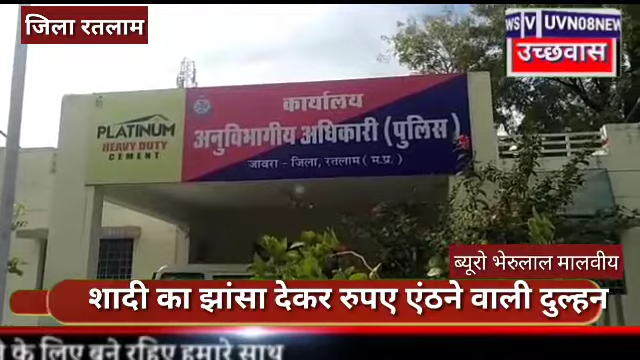 जिला रतलाम
UVN08NEW
उच्छवास
PLATINUM
HEAVY DUTY
CEMENT
कार्यालय
अनुविभागीय अधिकारी (पुलिस)
जावरा - जिला, रतलाम (म.प्र.)
ब्यूरो भेरुलाल मालवीय
शादी का झांसा देकर रुपए एंठने वाली दुल्हन
के लिए बने रहिए हमारे साथ